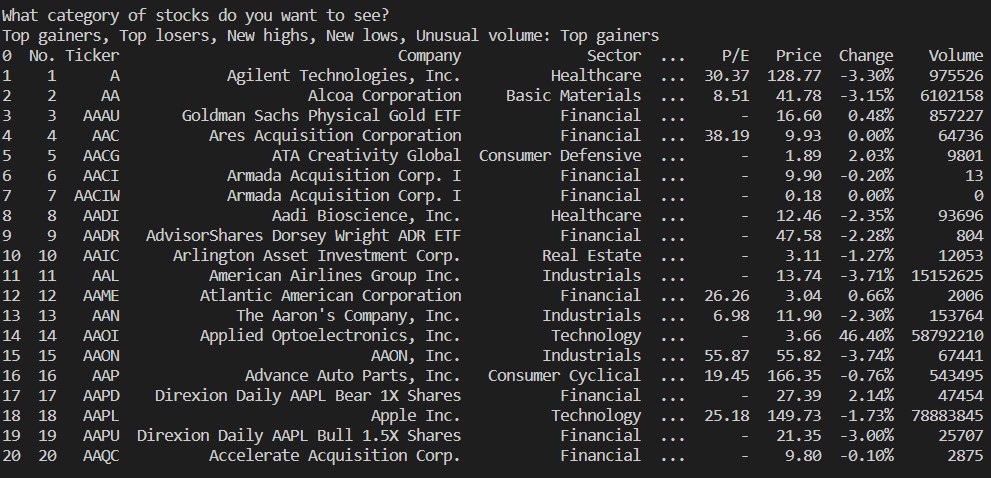 What category of stocks do you want to see?
Top gainers, Top losers, New highs, New lows, Unusual volume: Top gainers
0 No. Ticker Company Sector ... P/E Price Change Volume
1 1 A Agilent Technologies, Inc. Healthcare ... 30.37 128.77 -3.30% 975526
2 2 AA Alcoa Corporation Basic Materials ... 8.51 41.78 -3.15% 6102158
3 3 AAAU Goldman Sachs Physical Gold ETF Financial ... - 16.60 0.48% 857227
4 4 AAC Ares Acquisition Corporation Financial ... 38.19 9.93 0.00% 64736
5 5 AACG ATA Creativity Global Consumer Defensive ... - 1.89 2.03% 9801
6 6 AACI Armada Acquisition Corp. I Financial ... - 9.90 -0.20% 13
7 7 AACIW Armada Acquisition Corp. I Financial ... - 0.18 0.00% 0
8 8 AADI Aadi Bioscience, Inc. Healthcare ... - 12.46 -2.35% 93696
9 9 AADR AdvisorShares Dorsey Wright ADR ETF Financial ... - 47.58 -2.28% 804
10 10 AAIC Arlington Asset Investment Corp. Real Estate ... - 3.11 -1.27% 12053
11 11 AAL American Airlines Group Inc. Industrials ... - 13.74 -3.71% 15152625
12 12 AAME Atlantic American Corporation Financial ... 26.26 3.04 0.66% 2006
13 13 AAN The Aaron's Company, Inc. Industrials ... 6.98 11.90 -2.30% 153764
14 14 AAOI Applied Optoelectronics, Inc. Technology ... - 3.66 46.40% 58792210
15 15 AAON AAON, Inc. Industrials ... 55.87 55.82 -3.74% 67441
16 16 AAP Advance Auto Parts, Inc. Consumer Cyclical ... 19.45 166.35 -0.76% 543495
17 17 AAPD Direxion Daily AAPL Bear 1X Shares Financial ... - 27.39 2.14% 47454
18 18 AAPL Apple Inc. Technology ... 25.18 149.73 -1.73% 78883845
19 19 AAPU Direxion Daily AAPL Bull 1.5X Shares Financial ... - 21.35 -3.00% 25707
20 20 AAQC Accelerate Acquisition Corp. Financial ... - 9.80 -0.10% 2875